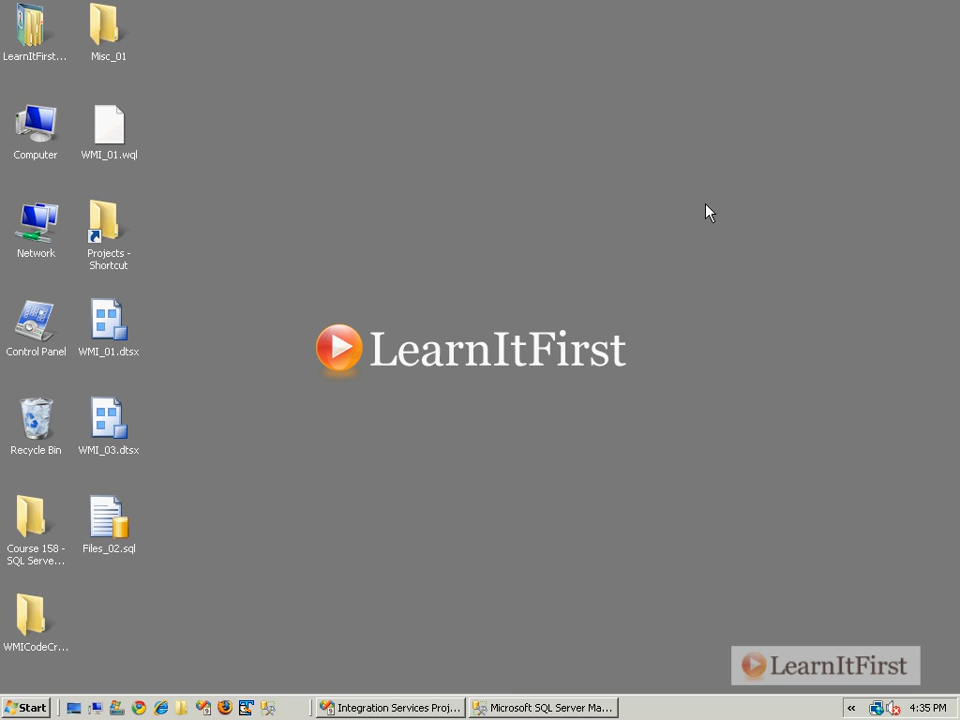 LearnItFirst...
Misc_01
Computer
WMI_01.wql
Network
Projects -
Shortcut
Control Panel
WMI_01.dtsx
LearnItFirst
Recycle Bin
WMI_03.dtsx
Course 158 -
SQL Serve...
Files_02.sql
WMICodeCr...
LearnItFirst
Start
Integration Services Proj...
Microsoft SQL Server Ma...
«
4:35 PM